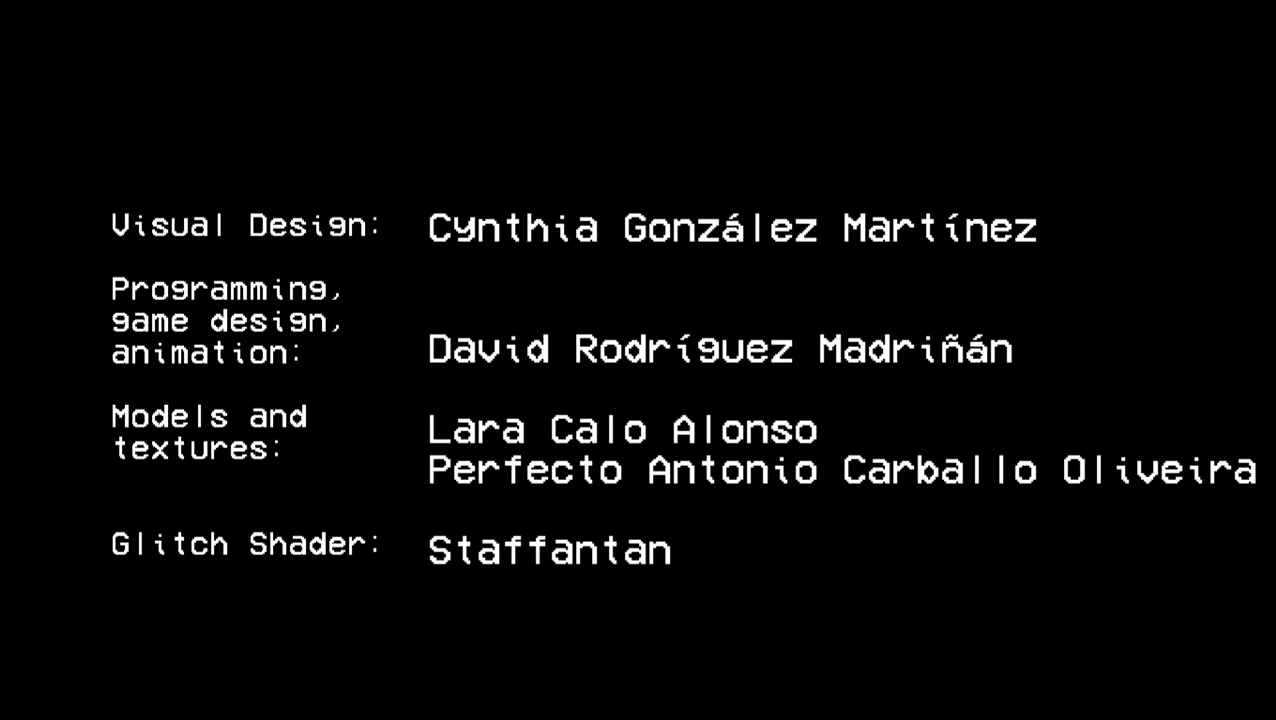 Visual Design: Cynthia González Martínez
Programming,
game design,
animation: David Rodríguez Madriñán
Models and Lara Calo Alonso
textures: Perfecto Antonio Carballo Oliveira
Glitch Shader: Staffantan